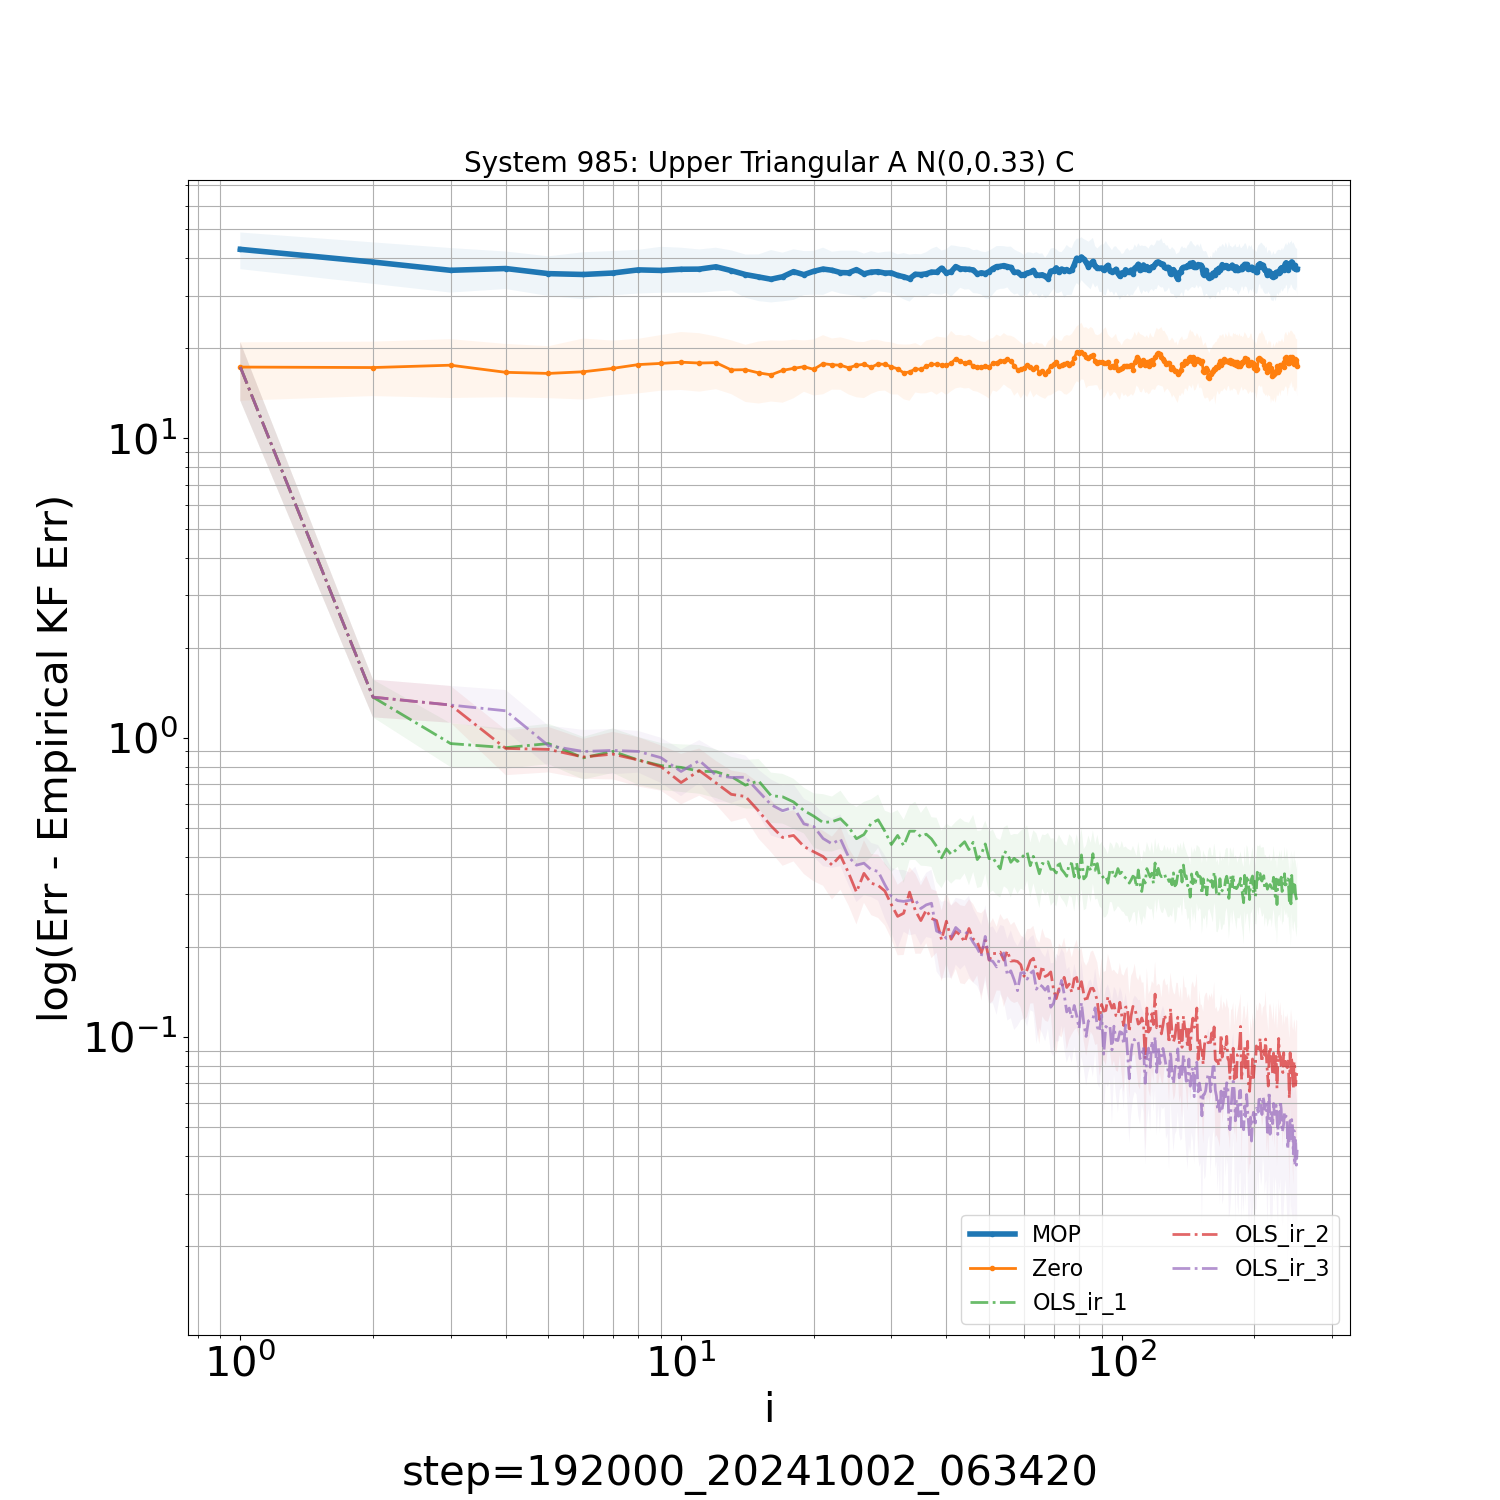 System 985: Upper Triangular A N(0,0.33) C
log(Err - Empirical KF Err)
10^1
10^0
10^-1
MOP
Zero
OLS_ir_1
OLS_ir_2
OLS_ir_3
10^0 10^1 10^2
i
step=192000_20241002_063420